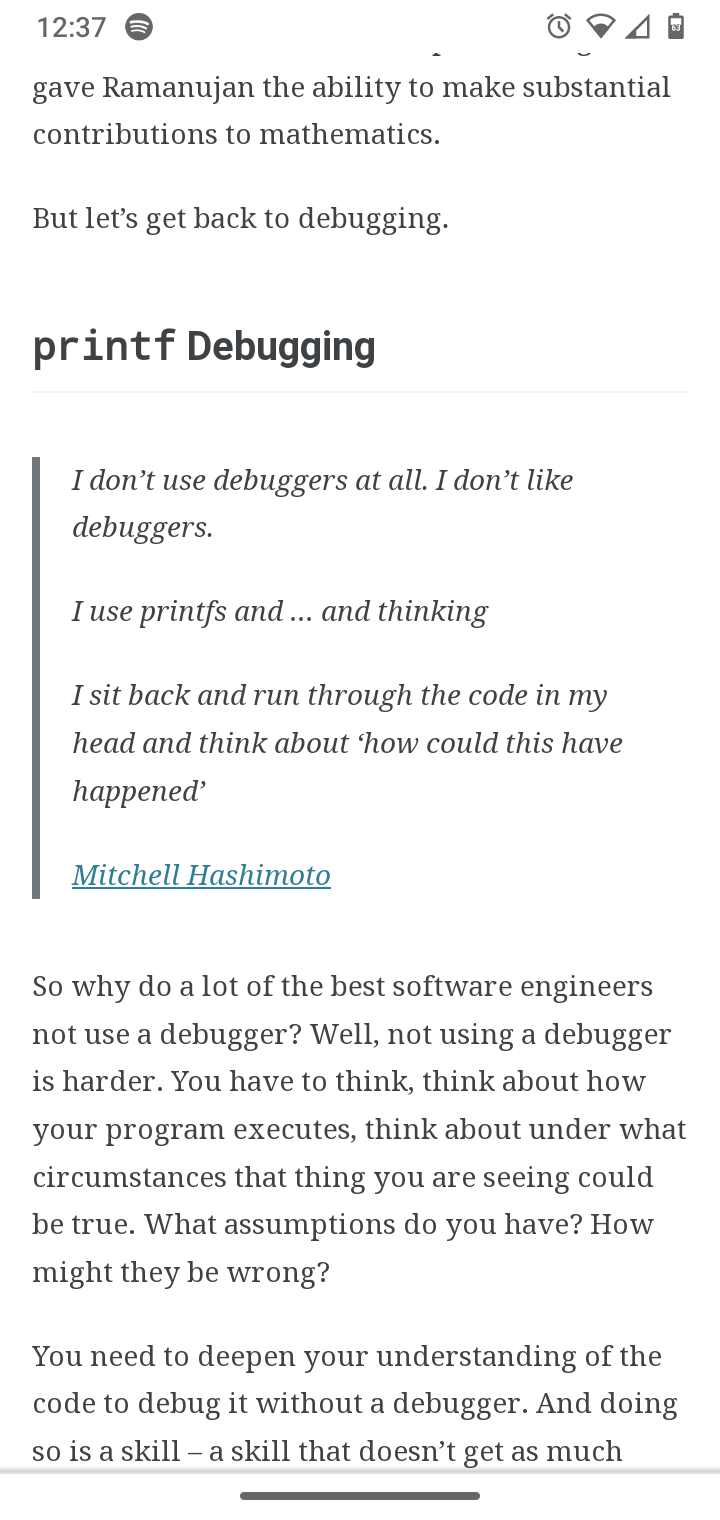 12:37
gave Ramanujan the ability to make substantial
contributions to mathematics.
But let’s get back to debugging.
printf Debugging
I don’t use debuggers at all. I don’t like
debuggers.
I use printfs and … and thinking
I sit back and run through the code in my
head and think about ‘how could this have
happened’
Mitchell Hashimoto
So why do a lot of the best software engineers
not use a debugger? Well, not using a debugger
is harder. You have to think, think about how
your program executes, think about under what
circumstances that thing you are seeing could
be true. What assumptions do you have? How
might they be wrong?
You need to deepen your understanding of the
code to debug it without a debugger. And doing
so is a skill – a skill that doesn’t get as much